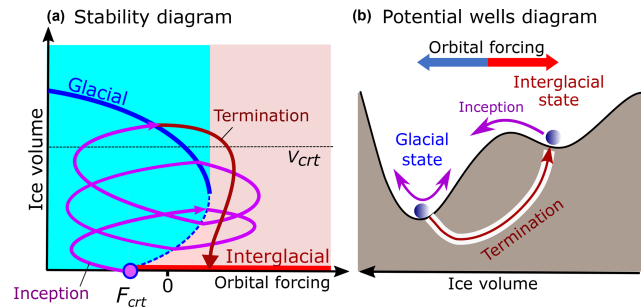 (a) Stability diagram
Glacial
Termination
Vcrt
Ice volume
Interglacial
Inception
Fcrt
0
Orbital forcing
(b) Potential wells diagram
Orbital forcing
Interglacial
state
Inception
Glacial
state
Termination
Ice volume